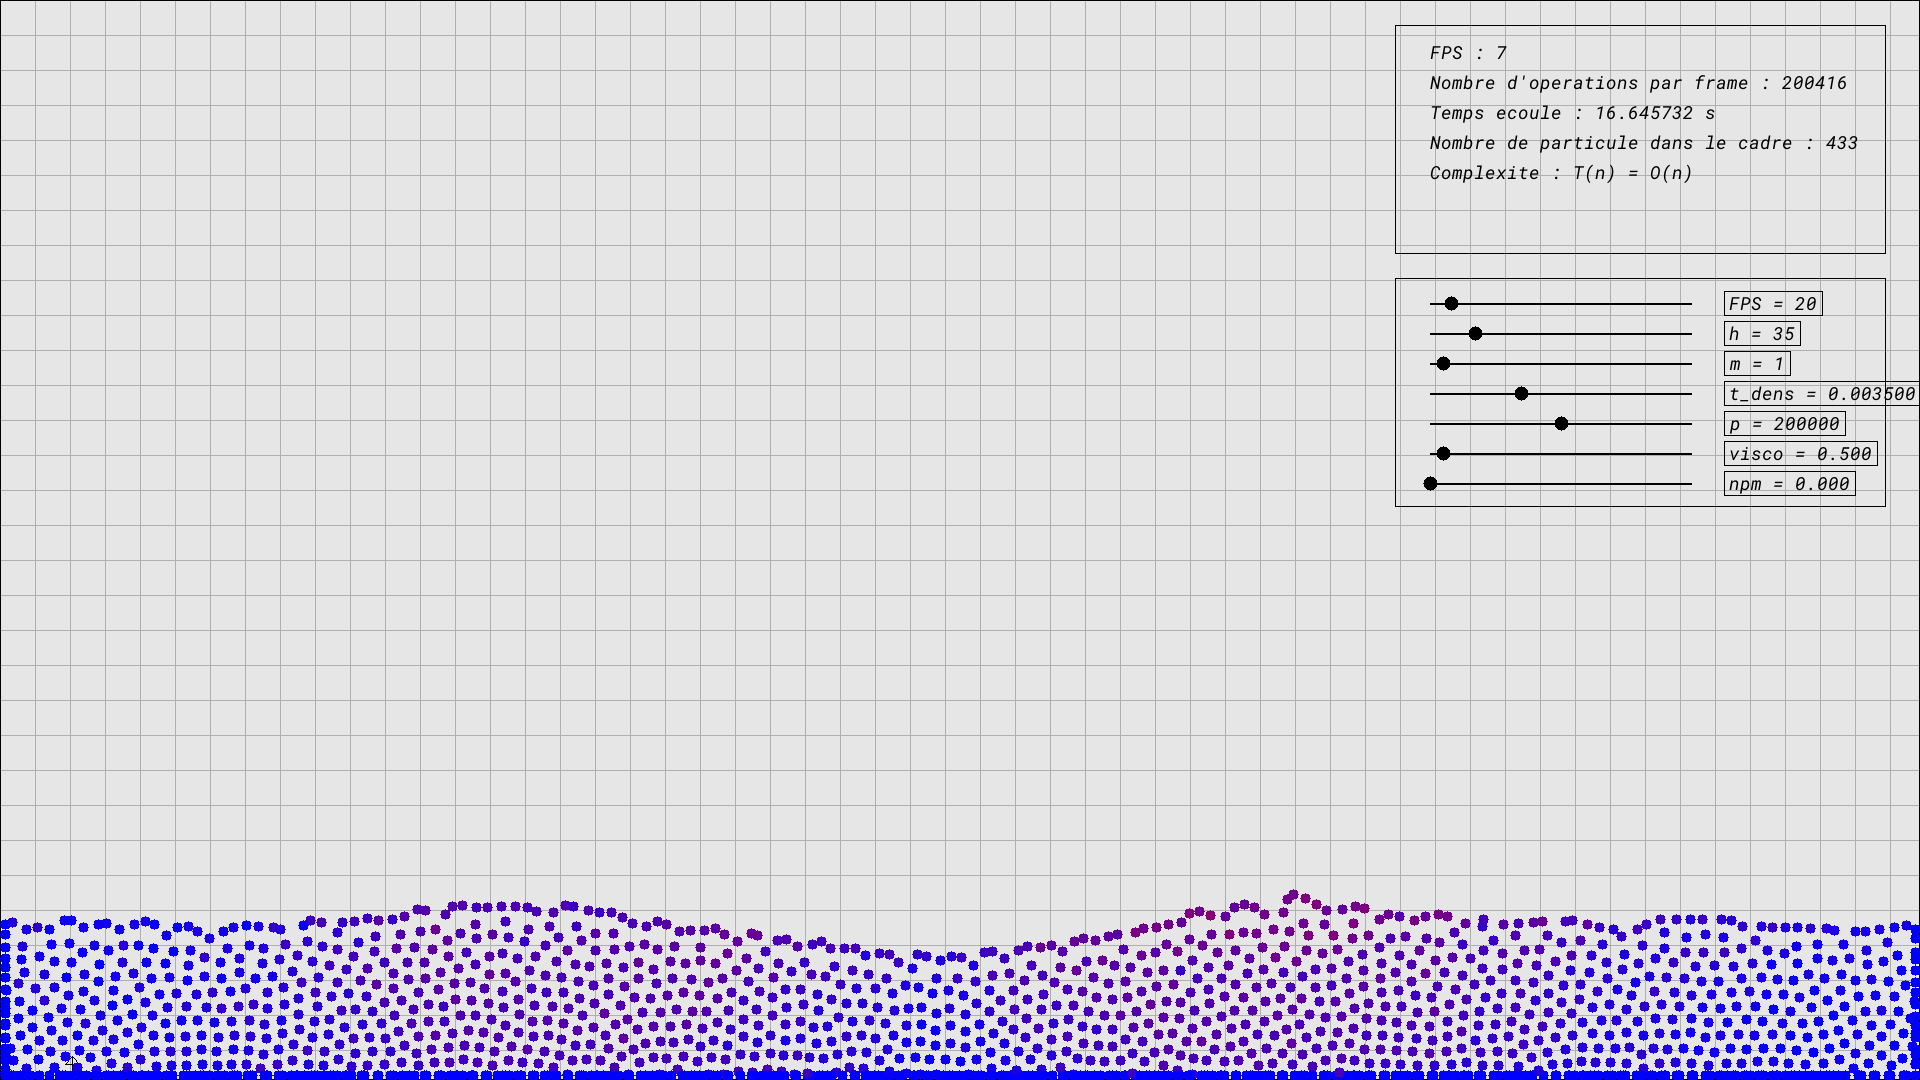 FPS : 7
Nombre d'operations par frame : 200416
Temps ecoule : 16.645732 s
Nombre de particule dans le cadre : 433
Complexite : T(n) = O(n)
FPS = 20
h = 35
m = 1
t_dens = 0.003500
p = 200000
visco = 0.500
npm = 0.000